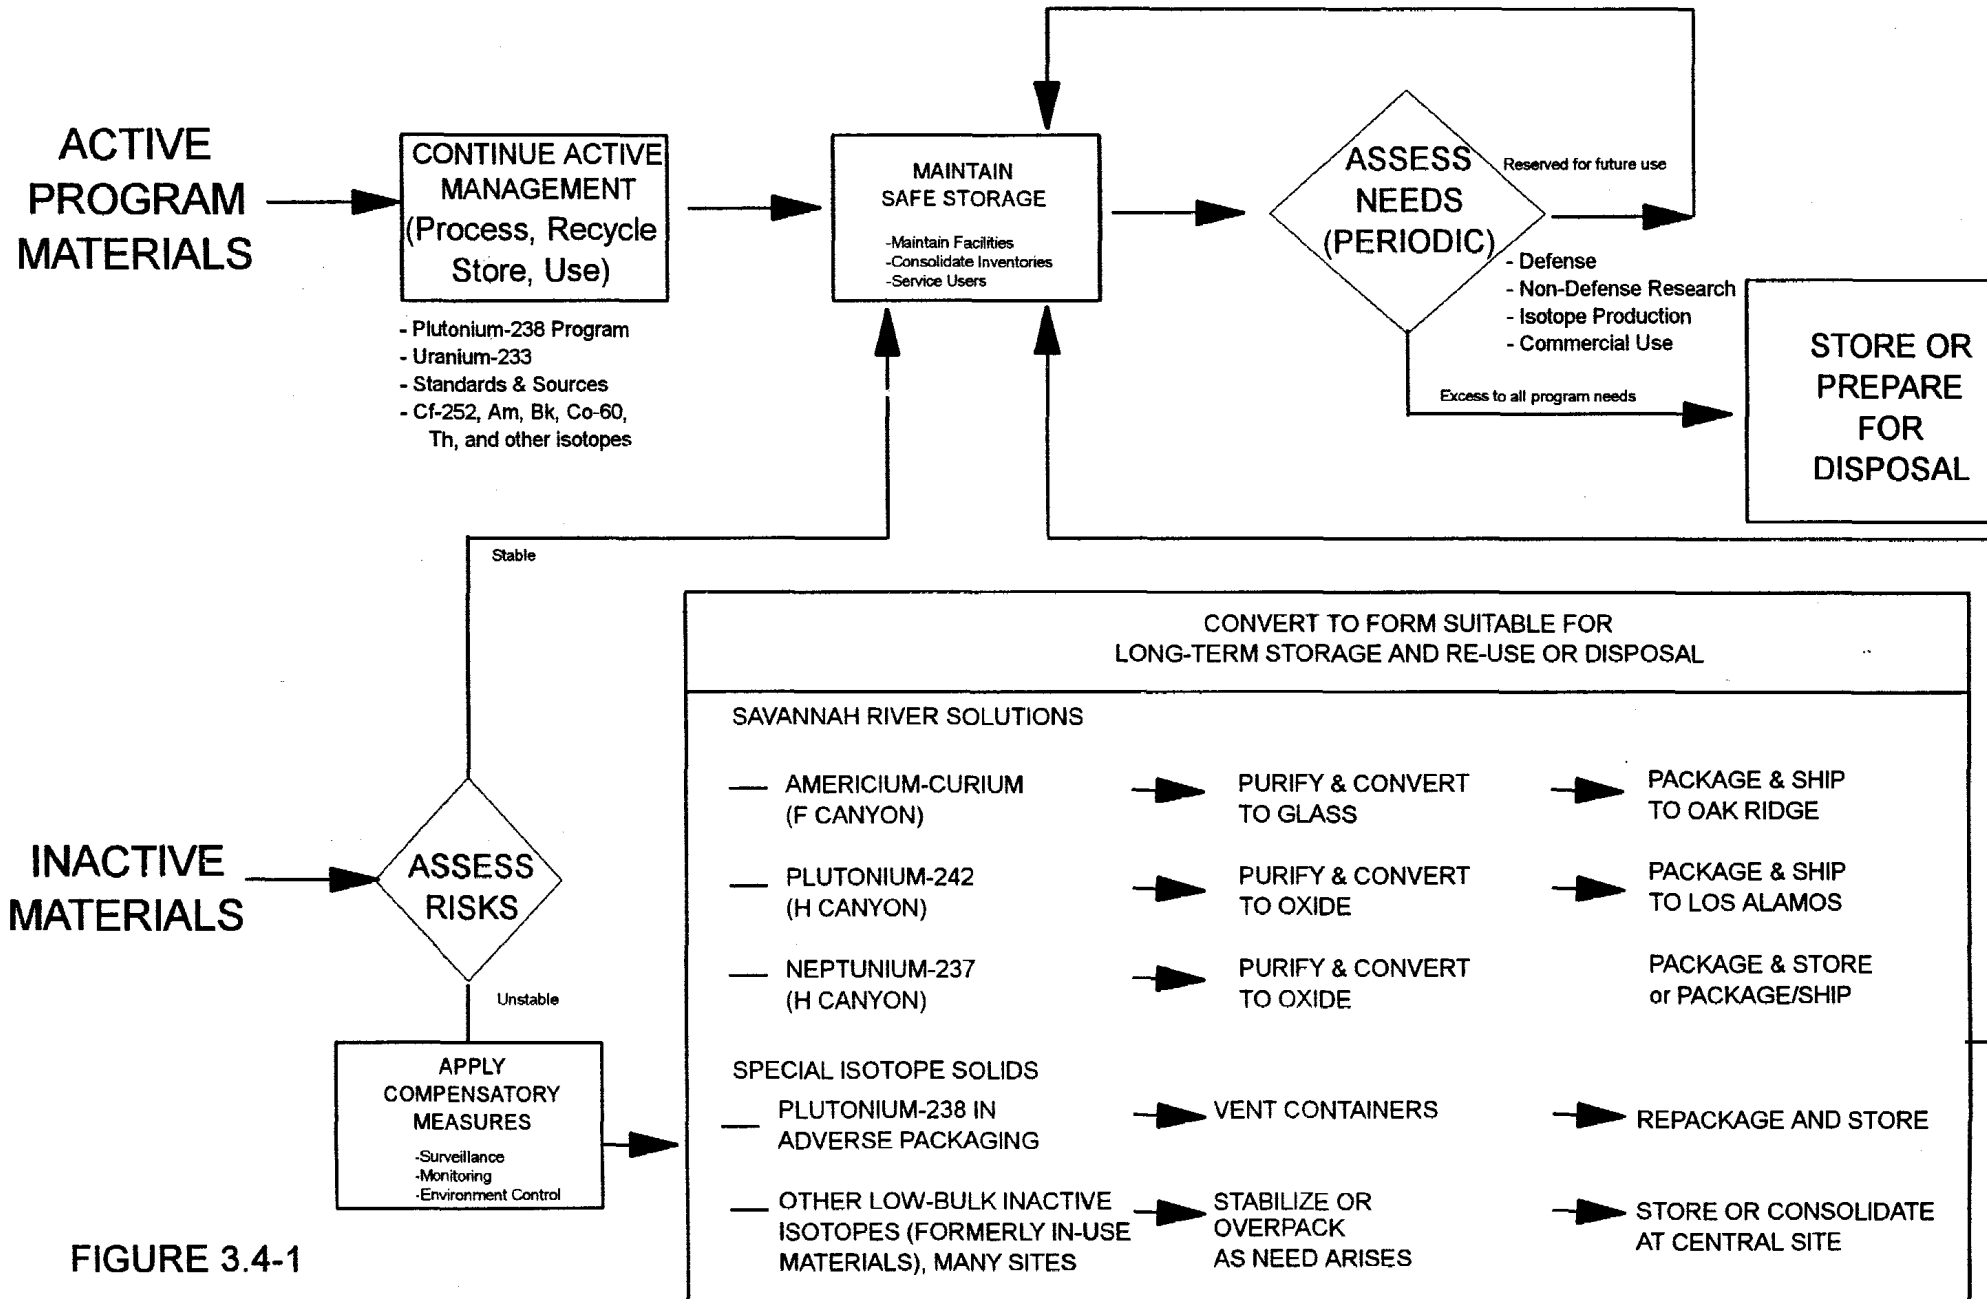 ACTIVE
PROGRAM
MATERIALS
CONTINUE ACTIVE
MANAGEMENT
(Process, Recycle
Store, Use)
- Plutonium-238 Program
- Uranium-233
- Standards & Sources
- Cf-252, Am, Bk, Co-60,
Th, and other isotopes
MAINTAIN
SAFE STORAGE
-Maintain Facilities
-Consolidate Inventories
-Service Users
ASSESS
NEEDS
(PERIODIC)
Reserved for future use
- Defense
- Non-Defense Research
- Isotope Production
- Commercial Use
Excess to all program needs
STORE OR
PREPARE
FOR
DISPOSAL
Stable
INACTIVE
MATERIALS
ASSESS
RISKS
Unstable
APPLY
COMPENSATORY
MEASURES
-Surveillance
-Monitoring
-Environment Control
CONVERT TO FORM SUITABLE FOR
LONG-TERM STORAGE AND RE-USE OR DISPOSAL
SAVANNAH RIVER SOLUTIONS
AMERICIUM-CURIUM
(F CANYON)
PURIFY & CONVERT
TO GLASS
PACKAGE & SHIP
TO OAK RIDGE
PLUTONIUM-242
(H CANYON)
PURIFY & CONVERT
TO OXIDE
PACKAGE & SHIP
TO LOS ALAMOS
NEPTUNIUM-237
(H CANYON)
PURIFY & CONVERT
TO OXIDE
PACKAGE & STORE
or PACKAGE/SHIP
SPECIAL ISOTOPE SOLIDS
PLUTONIUM-238 IN
ADVERSE PACKAGING
VENT CONTAINERS
REPACKAGE AND STORE
OTHER LOW-BULK INACTIVE
ISOTOPES (FORMERLY IN-USE
MATERIALS), MANY SITES
STABILIZE OR
OVERPACK
AS NEED ARISES
STORE OR CONSOLIDATE
AT CENTRAL SITE
FIGURE 3.4-1